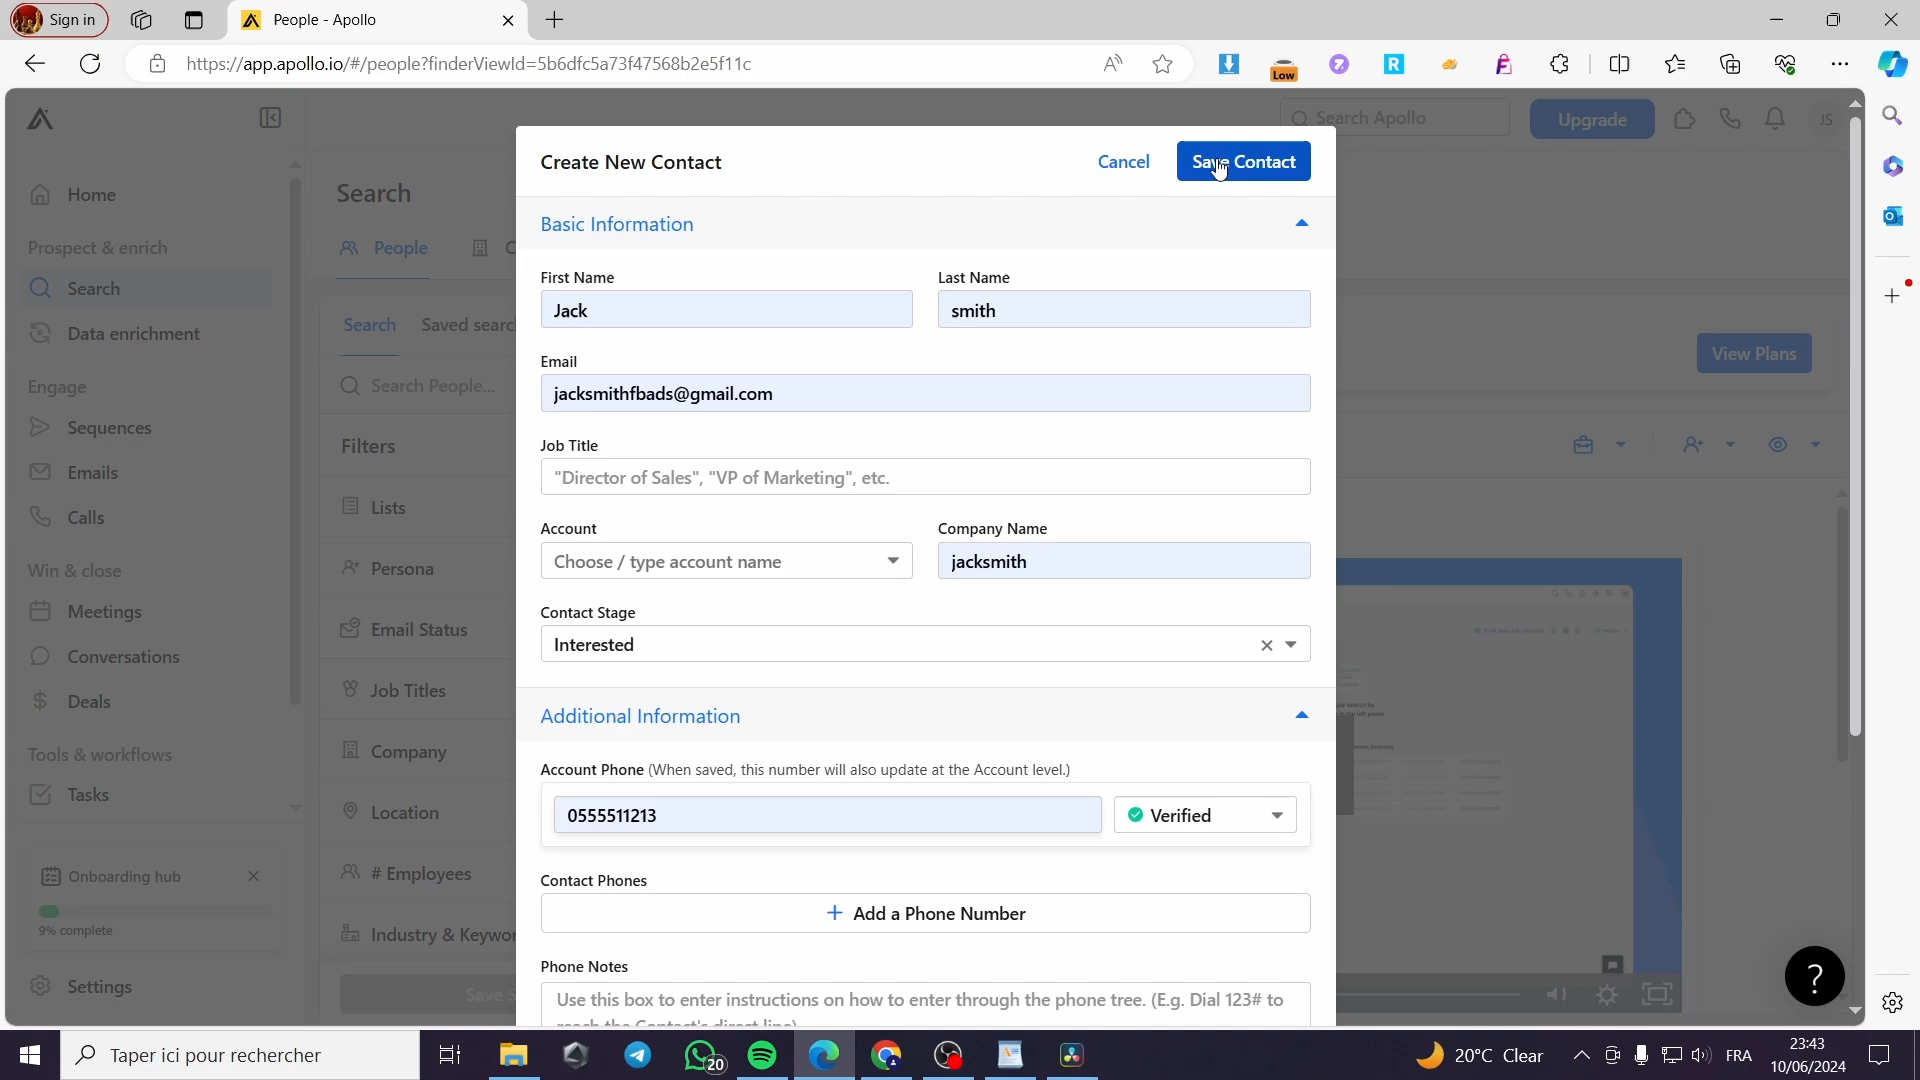 Sign in
People - Apollo
https://app.apollo.io/#/people?finderViewId=5b6dfc5a73f47568b2e5f11c
Low
Search Apollo
Upgrade
JS
Home
Prospect & enrich
Search
Data enrichment
Engage
Sequences
Emails
Calls
Win & close
Meetings
Conversations
Deals
Tools & workflows
Tasks
Onboarding hub
9% complete
Settings
Search
People
Search
Saved searc
Search People...
Filters
Lists
Persona
Email Status
Job Titles
Company
Location
# Employees
Industry & Keywor
Save S
View Plans
Create New Contact
Cancel
Save Contact
Basic Information
First Name
Last Name
Jack
smith
Email
jacksmithfbads@gmail.com
Job Title
"Director of Sales", "VP of Marketing", etc.
Account
Company Name
Choose / type account name
jacksmith
Contact Stage
Interested
Additional Information
Account Phone (When saved, this number will also update at the Account level.)
0555511213
Verified
Contact Phones
+ Add a Phone Number
Phone Notes
Use this box to enter instructions on how to enter through the phone tree. (E.g. Dial 123# to
reach the Contact's direct line)
?
Taper ici pour rechercher
20
20°C Clear
FRA
23:43
10/06/2024